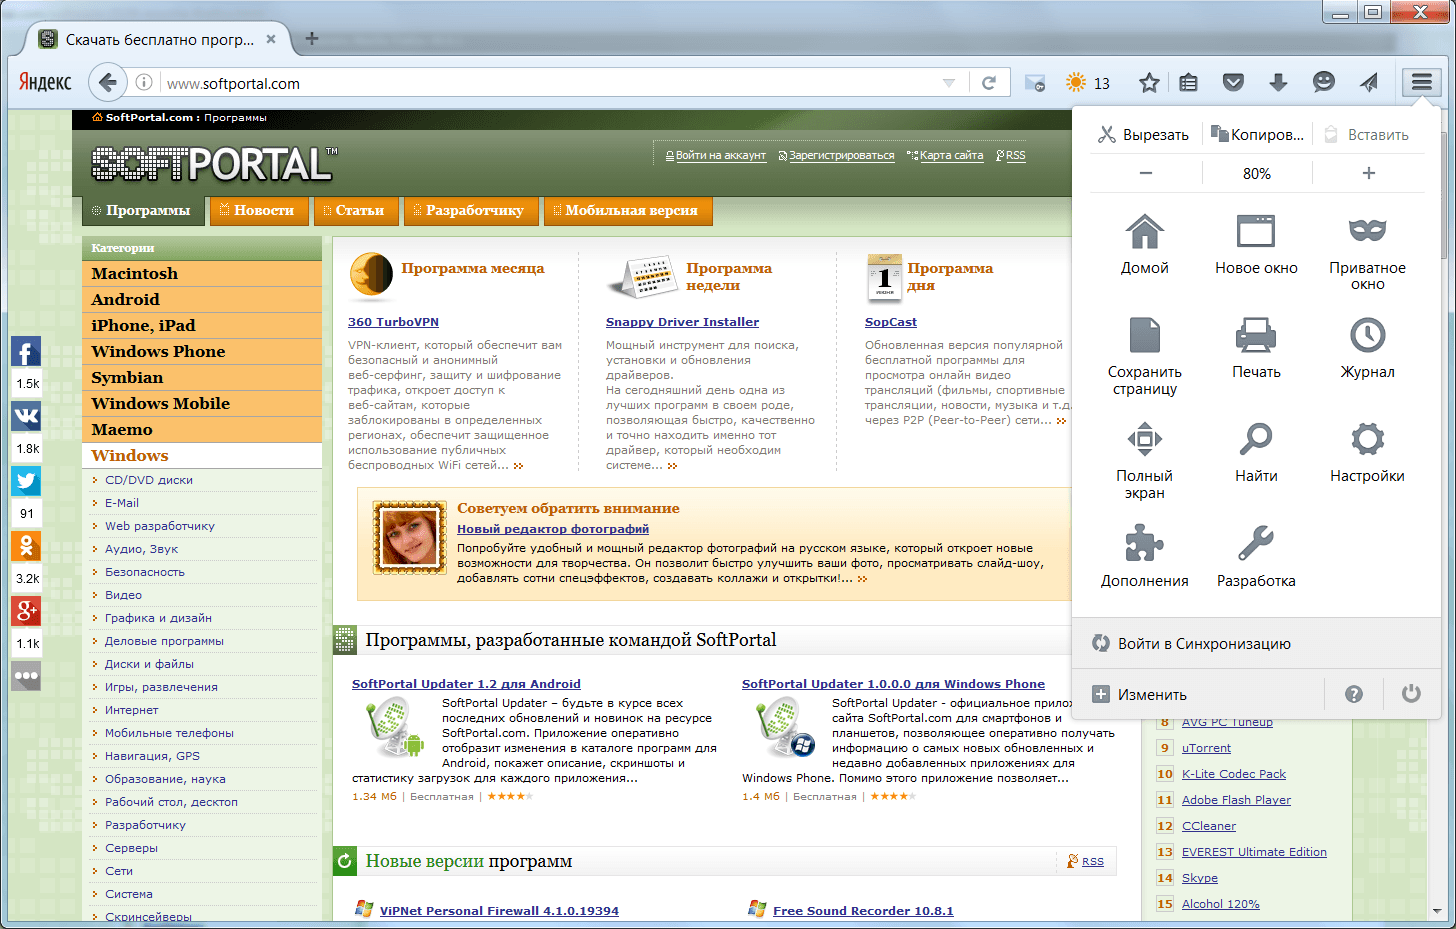 Скачать бесплатно прогр...
Яндекс
www.softportal.com
13
SoftPortal.com : Программы
SOFTPORTAL™
Войти на аккаунт
Зарегистрироваться
Карта сайта
RSS
Программы
Новости
Статьи
Разработчику
Мобильная версия
Категории
Macintosh
Android
iPhone, iPad
Windows Phone
Symbian
Windows Mobile
Maemo
Windows
CD/DVD диски
E-Mail
Web разработчику
Аудио, Звук
Безопасность
Видео
Графика и дизайн
Деловые программы
Диски и файлы
Игры, развлечения
Интернет
Мобильные телефоны
Навигация, GPS
Образование, наука
Рабочий стол, десктоп
Разработчику
Серверы
Сети
Система
Скринсейверы
1.5k
1.8k
91
3.2k
g+
1.1k
Программа месяца
360 TurboVPN
VPN-клиент, который обеспечит вам
безопасный и анонимный
веб-серфинг, защиту и шифрование
трафика, откроет доступ к
веб-сайтам, которые
заблокированы в определенных
регионах, обеспечит защищенное
использование публичных
беспроводных WiFi сетей...
Программа
недели
Snappy Driver Installer
Мощный инструмент для поиска,
установки и обновления
драйверов.
На сегодняшний день одна из
лучших программ в своем роде,
позволяющая быстро, качественно
и точно находить именно тот
драйвер, который необходим
системе...
1
Программа
дня
SopCast
Обновленная версия популярной
бесплатной программы для
просмотра онлайн видео
трансляций (фильмы, спортивные
трансляции, новости, музыка и т.д.
через P2P (Peer-to-Peer) сети...
Советуем обратить внимание
Новый редактор фотографий
Попробуйте удобный и мощный редактор фотографий на русском языке, который откроет новые
возможности для творчества. Он позволит быстро улучшить ваши фото, просматривать слайд-шоу,
добавлять сотни спецэффектов, создавать коллажи и открытки!...
Программы, разработанные командой SoftPortal
SoftPortal Updater 1.2 для Android
SoftPortal Updater – будьте в курсе всех
последних обновлений и новинок на ресурсе
SoftPortal.com. Приложение оперативно
отобразит изменения в каталоге программ для
Android, покажет описание, скриншоты и
статистику загрузок для каждого приложения...
1.34 Мб | Бесплатная |
SoftPortal Updater 1.0.0.0 для Windows Phone
SoftPortal Updater - официальное прилож
сайта SoftPortal.com для смартфонов и
планшетов, позволяющее оперативно получать
информацию о самых новых обновленных и
недавно добавленных приложениях для
Windows Phone. Помимо этого приложение позволяет...
1.4 Мб | Бесплатная |
Новые версии программ
RSS
ViPNet Personal Firewall 4.1.0.19394
Free Sound Recorder 10.8.1
Вырезать
Копиров...
Вставить
80%
Домой
Новое окно
Приватное
окно
Сохранить
страницу
Печать
Журнал
Полный
экран
Найти
Настройки
Дополнения
Разработка
Войти в Синхронизацию
Изменить
8 AVG PC TuneUp
9 uTorrent
10 K-Lite Codec Pack
11 Adobe Flash Player
12 CCleaner
13 EVEREST Ultimate Edition
14 Skype
15 Alcohol 120%